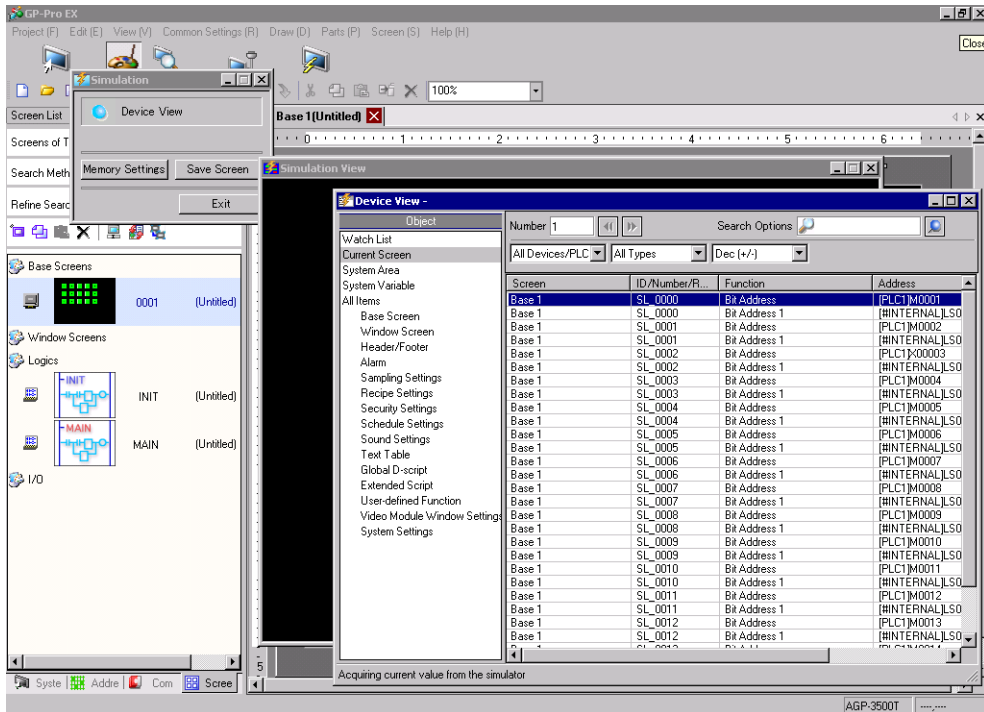 GP-Pro EX
Project (F) Edit (E) View (V) Common Settings (R) Draw (D) Parts (P) Screen (S) Help (H)
Close
Simulation
100%
Device View
Screen List
Base 1(Untitled)
Screens of T
0 1 2 3 4 5 6
Search Meth
Memory Settings Save Screen
Simulation View
Refine Searc
Exit
Device View -
Object
Number 1 Search Options
Watch List
Current Screen
All Devices/PLC All Types Dec (+/-)
System Area
System Variable
All Items
Base Screen
Window Screen
Header/Footer
Alarm
Sampling Settings
Recipe Settings
Security Settings
Schedule Settings
Sound Settings
Text Table
Global D-script
Extended Script
User-defined Function
Video Module Window Settings
System Settings
Screen ID/Number/R... Function Address
Base 1 SL_0000 Bit Address [PLC1]M0001
Base 1 SL_0000 Bit Address 1 [#INTERNAL]LS0
Base 1 SL_0001 Bit Address [PLC1]M0002
Base 1 SL_0001 Bit Address 1 [#INTERNAL]LS0
Base 1 SL_0002 Bit Address [PLC1]X00003
Base 1 SL_0002 Bit Address 1 [#INTERNAL]LS0
Base 1 SL_0003 Bit Address [PLC1]M0004
Base 1 SL_0003 Bit Address 1 [#INTERNAL]LS0
Base 1 SL_0004 Bit Address [PLC1]M0005
Base 1 SL_0004 Bit Address 1 [#INTERNAL]LS0
Base 1 SL_0005 Bit Address [PLC1]M0006
Base 1 SL_0005 Bit Address 1 [#INTERNAL]LS0
Base 1 SL_0006 Bit Address [PLC1]M0007
Base 1 SL_0006 Bit Address 1 [#INTERNAL]LS0
Base 1 SL_0007 Bit Address [PLC1]M0008
Base 1 SL_0007 Bit Address 1 [#INTERNAL]LS0
Base 1 SL_0008 Bit Address [PLC1]M0009
Base 1 SL_0008 Bit Address 1 [#INTERNAL]LS0
Base 1 SL_0009 Bit Address [PLC1]M0010
Base 1 SL_0009 Bit Address 1 [#INTERNAL]LS0
Base 1 SL_0010 Bit Address [PLC1]M0011
Base 1 SL_0010 Bit Address 1 [#INTERNAL]LS0
Base 1 SL_0011 Bit Address [PLC1]M0012
Base 1 SL_0011 Bit Address 1 [#INTERNAL]LS0
Base 1 SL_0012 Bit Address [PLC1]M0013
Base 1 SL_0012 Bit Address 1 [#INTERNAL]LS0
Acquiring current value from the simulator
Base Screens
0001 (Untitled)
Window Screens
Logics
INIT
INIT (Untitled)
MAIN
MAIN (Untitled)
I/O
5
Syste Addre Com Scree
AGP-3500T ----,----